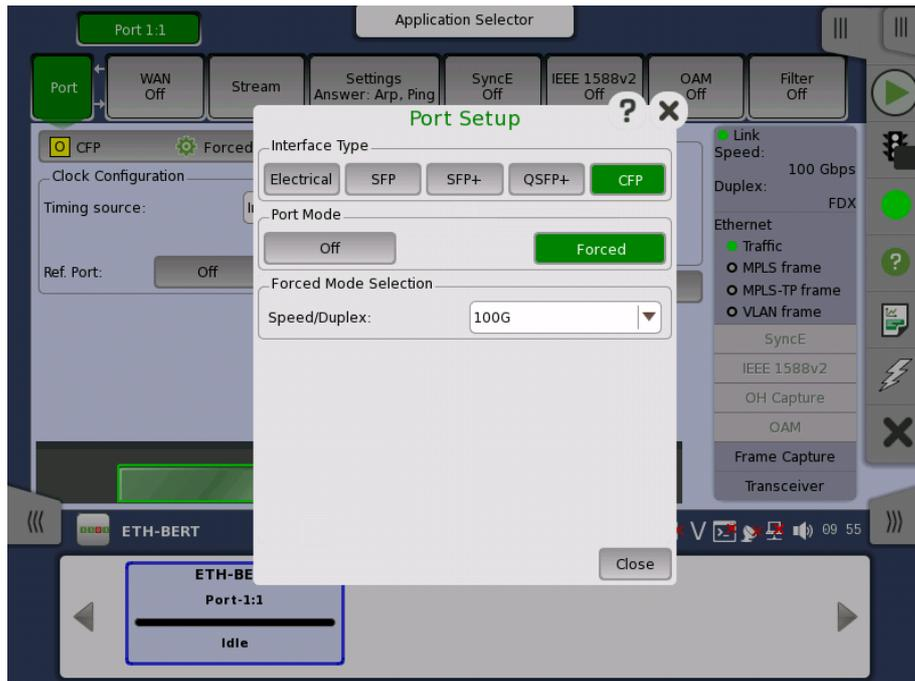 Application Selector
Port 1:1
Port
WAN
Off
Stream
Settings
Answer: Arp, Ping
SyncE
Off
IEEE 1588v2
Off
OAM
Off
Filter
Off
Port Setup
?
O CFP
Forced
Clock Configuration
Timing source:
Ref. Port:
Off
Interface Type
Electrical
SFP
SFP+
QSFP+
CFP
Port Mode
Off
Forced
Forced Mode Selection
Speed/Duplex:
100G
Close
Link
Speed:
100 Gbps
Duplex:
FDX
Ethernet
Traffic
MPLS frame
MPLS-TP frame
VLAN frame
SyncE
IEEE 1588v2
OH Capture
OAM
Frame Capture
Transceiver
?
ETH-BERT
V
09 55
ETH-BE
Port-1:1
Idle